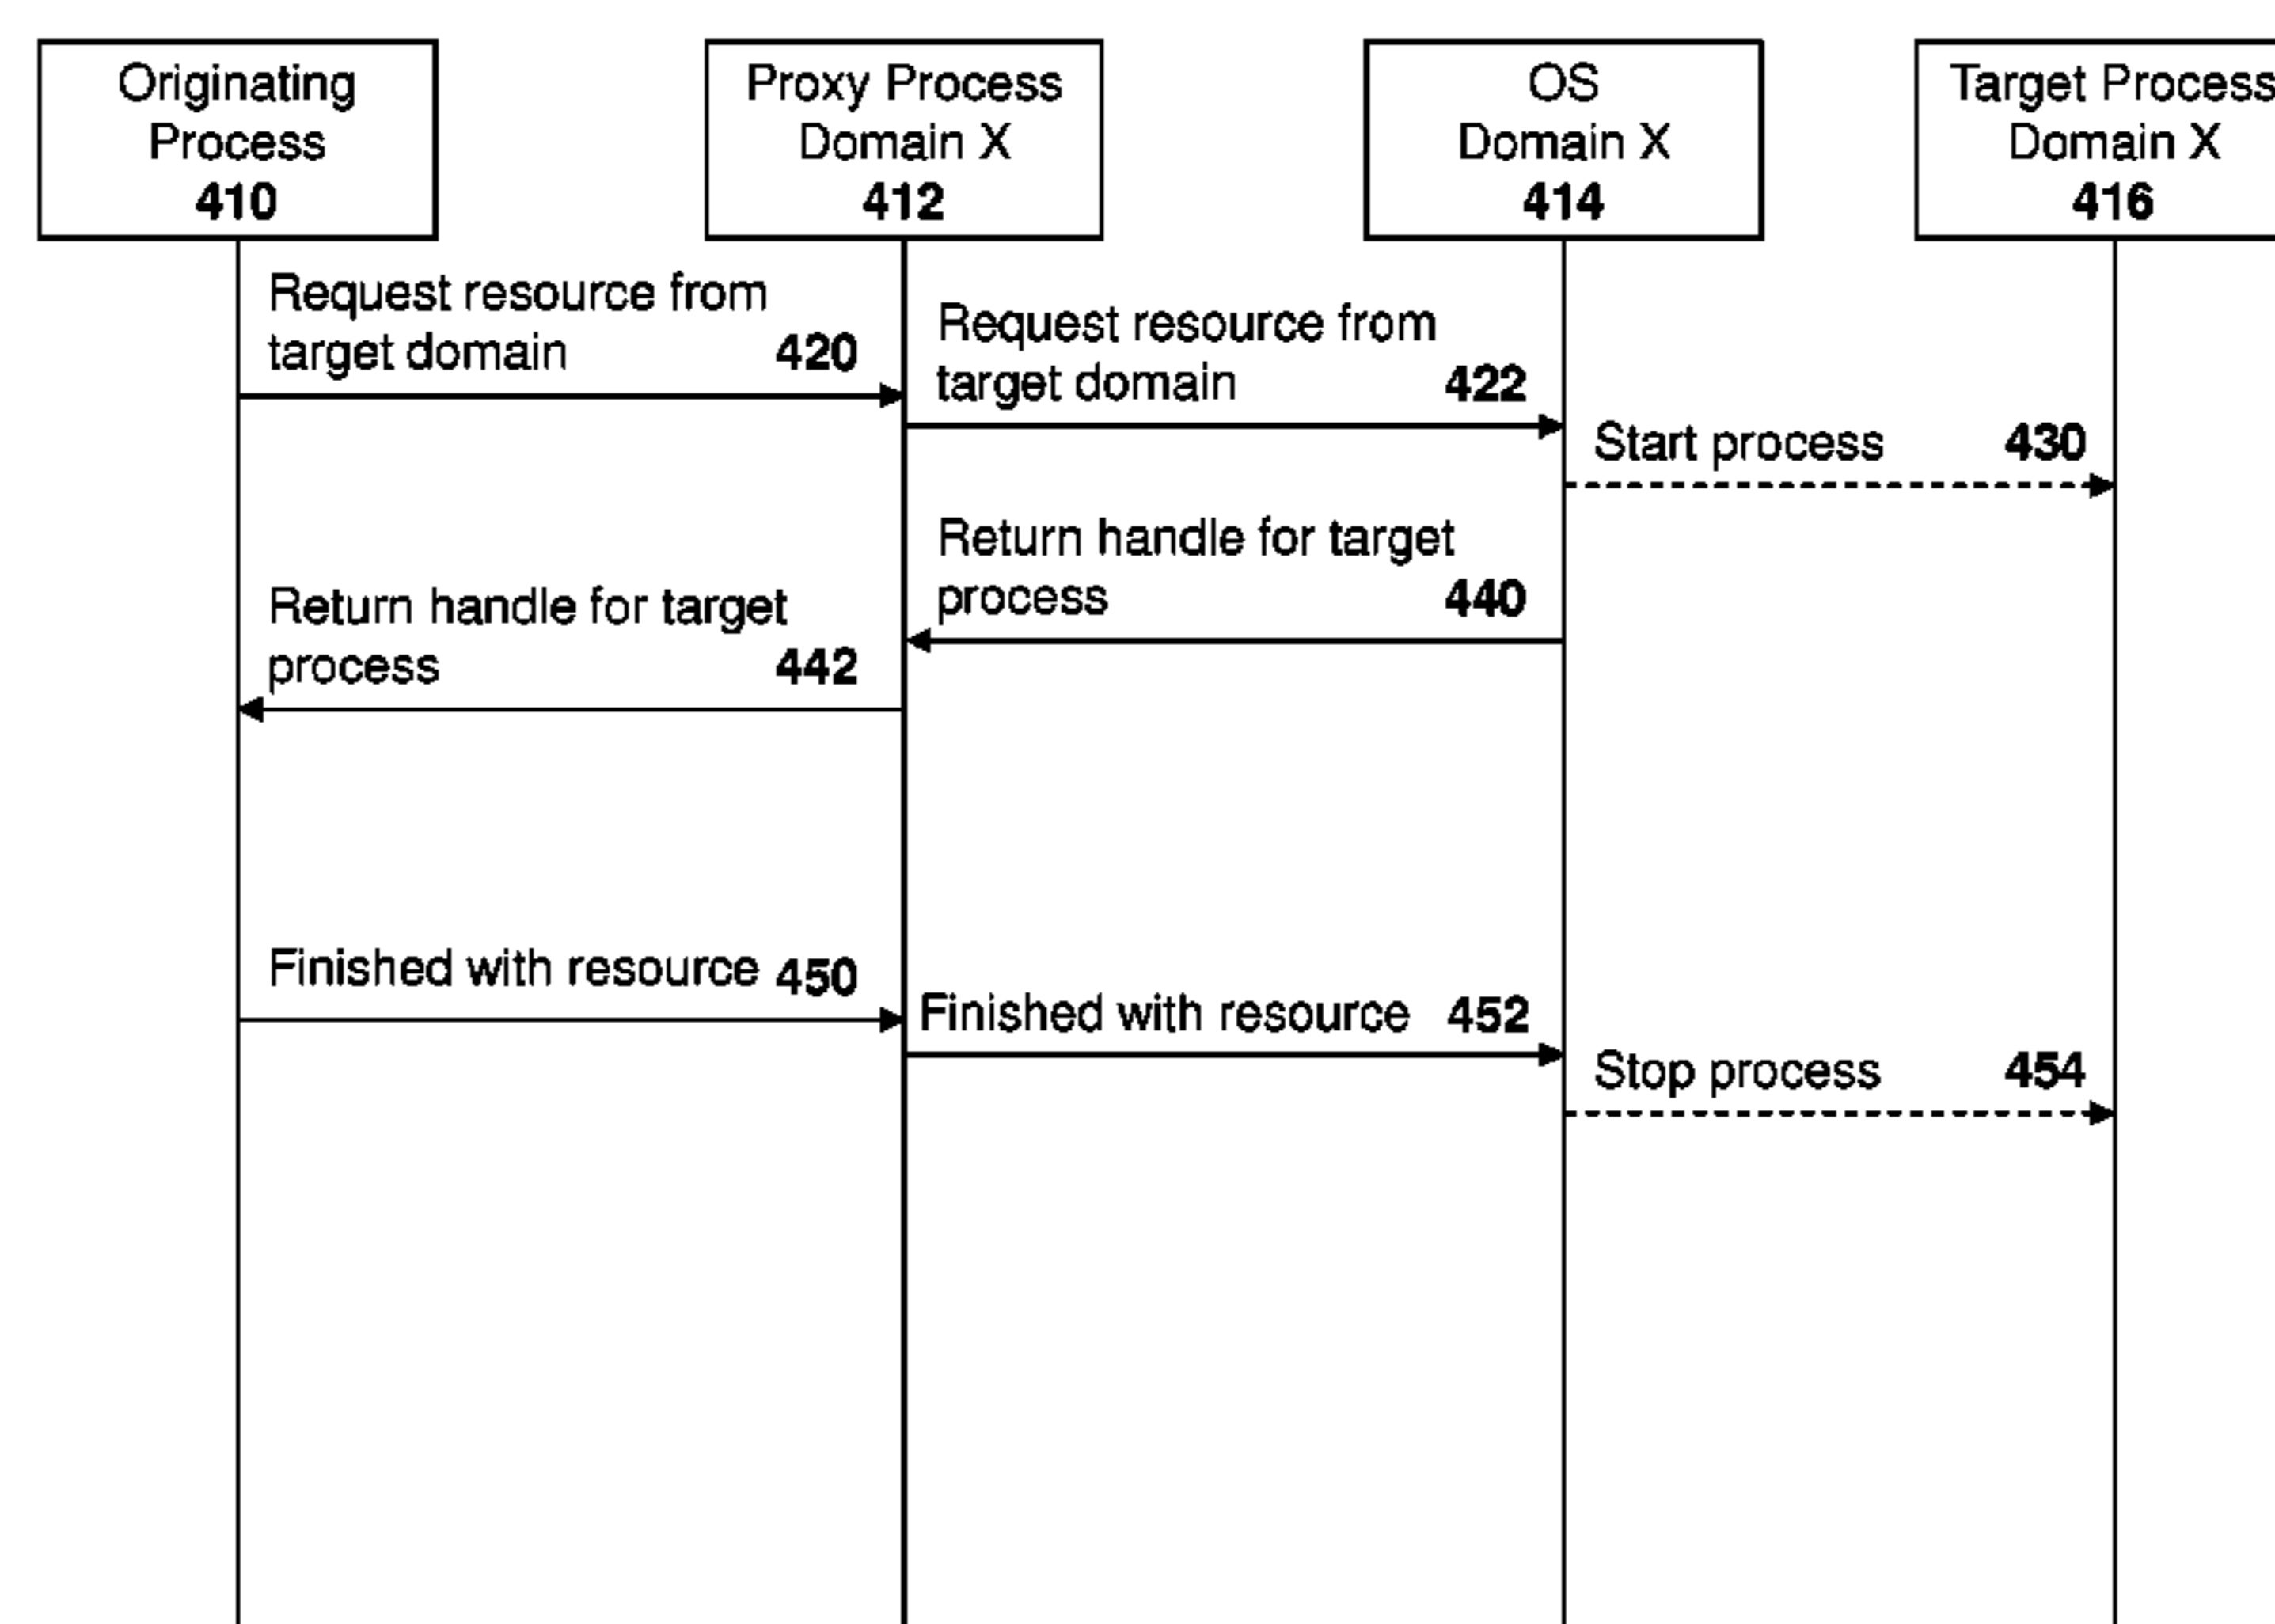 Originating
Process
410
Proxy Process
Domain X
412
OS
Domain X
414
Target Process
Domain X
416
Request resource from
target domain 420
Request resource from
target domain 422
Start process 430
Return handle for target
process 440
Return handle for target
process 442
Finished with resource 450
Finished with resource 452
Stop process 454